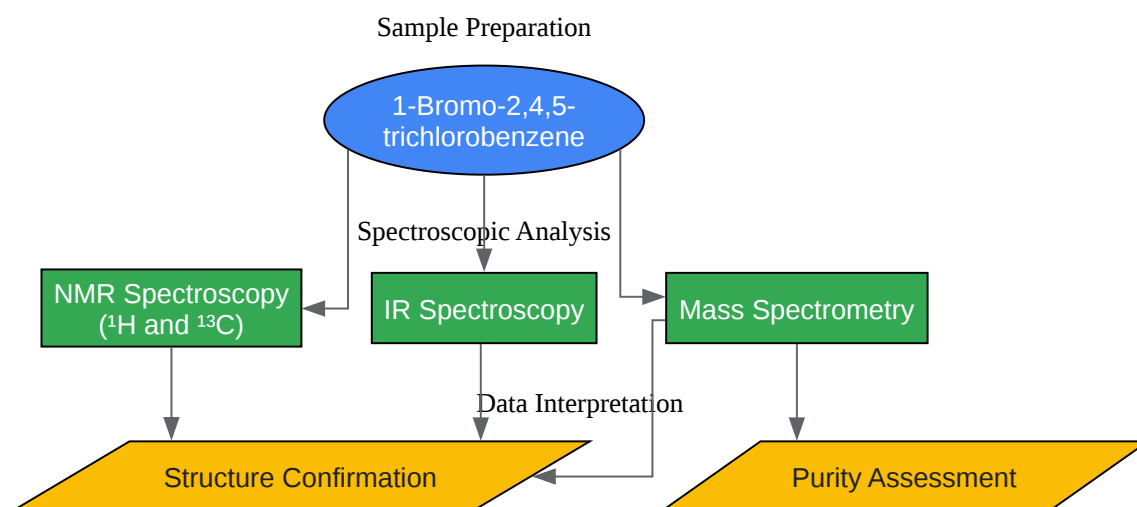 Sample Preparation
1-Bromo-2,4,5-
trichlorobenzene
Spectroscopic Analysis
NMR Spectroscopy
(¹H and ¹³C)
IR Spectroscopy
Mass Spectrometry
Data Interpretation
Structure Confirmation
Purity Assessment